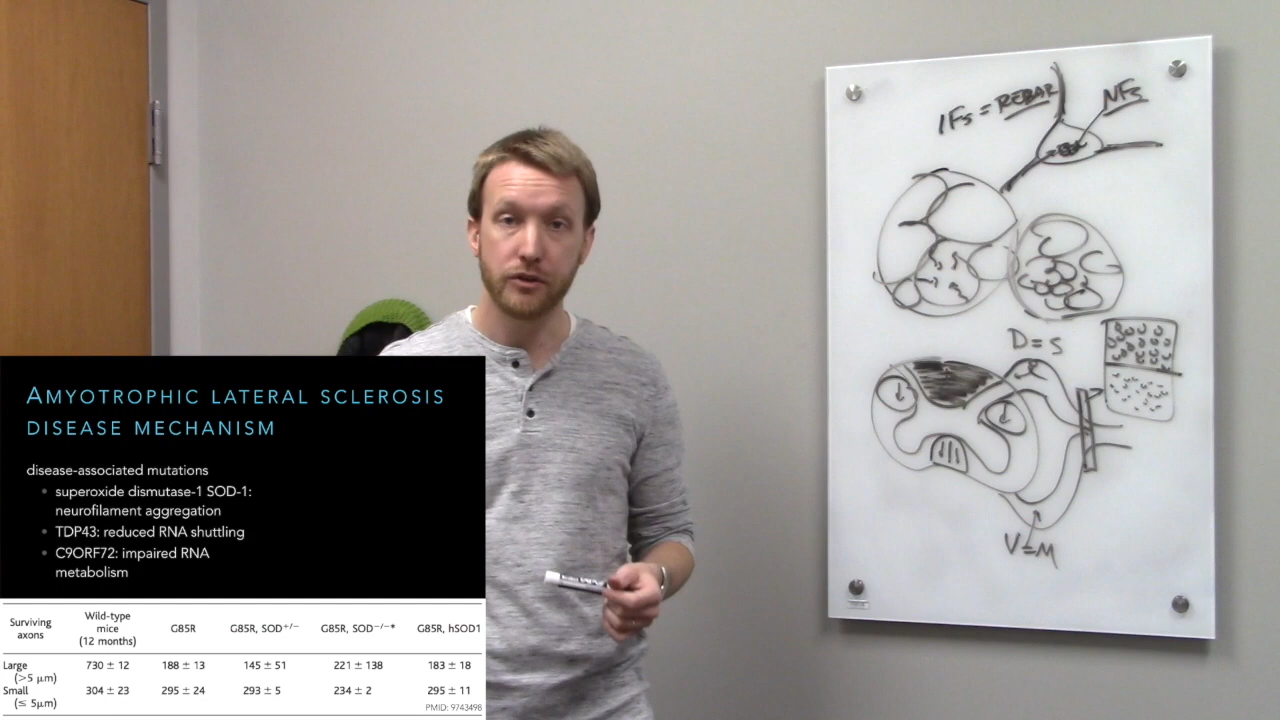 IFs = REBAR
NFs
D = S
V = M
AMYOTROPHIC LATERAL SCLEROSIS
DISEASE MECHANISM
disease-associated mutations
• superoxide dismutase-1 SOD-1:
neurofilament aggregation
• TDP43: reduced RNA shuttling
• C9ORF72: impaired RNA
metabolism
Surviving axons Wild-type mice (12 months) G85R G85R, SOD+/− G85R, SOD−/−* G85R, hSOD1
Large (>5 μm) 730 ± 12 188 ± 13 145 ± 51 221 ± 138 183 ± 18
Small (≤ 5μm) 304 ± 23 295 ± 24 293 ± 5 234 ± 2 295 ± 11
PMID: 9743498